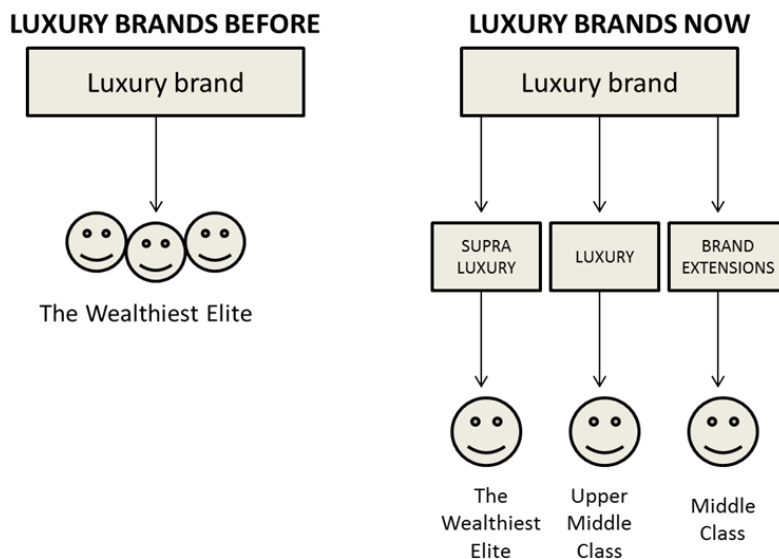 LUXURY BRANDS BEFORE
Luxury brand
The Wealthiest Elite
LUXURY BRANDS NOW
Luxury brand
SUPRA
LUXURY
LUXURY
BRAND
EXTENSIONS
The
Wealthiest
Elite
Upper
Middle
Class
Middle
Class